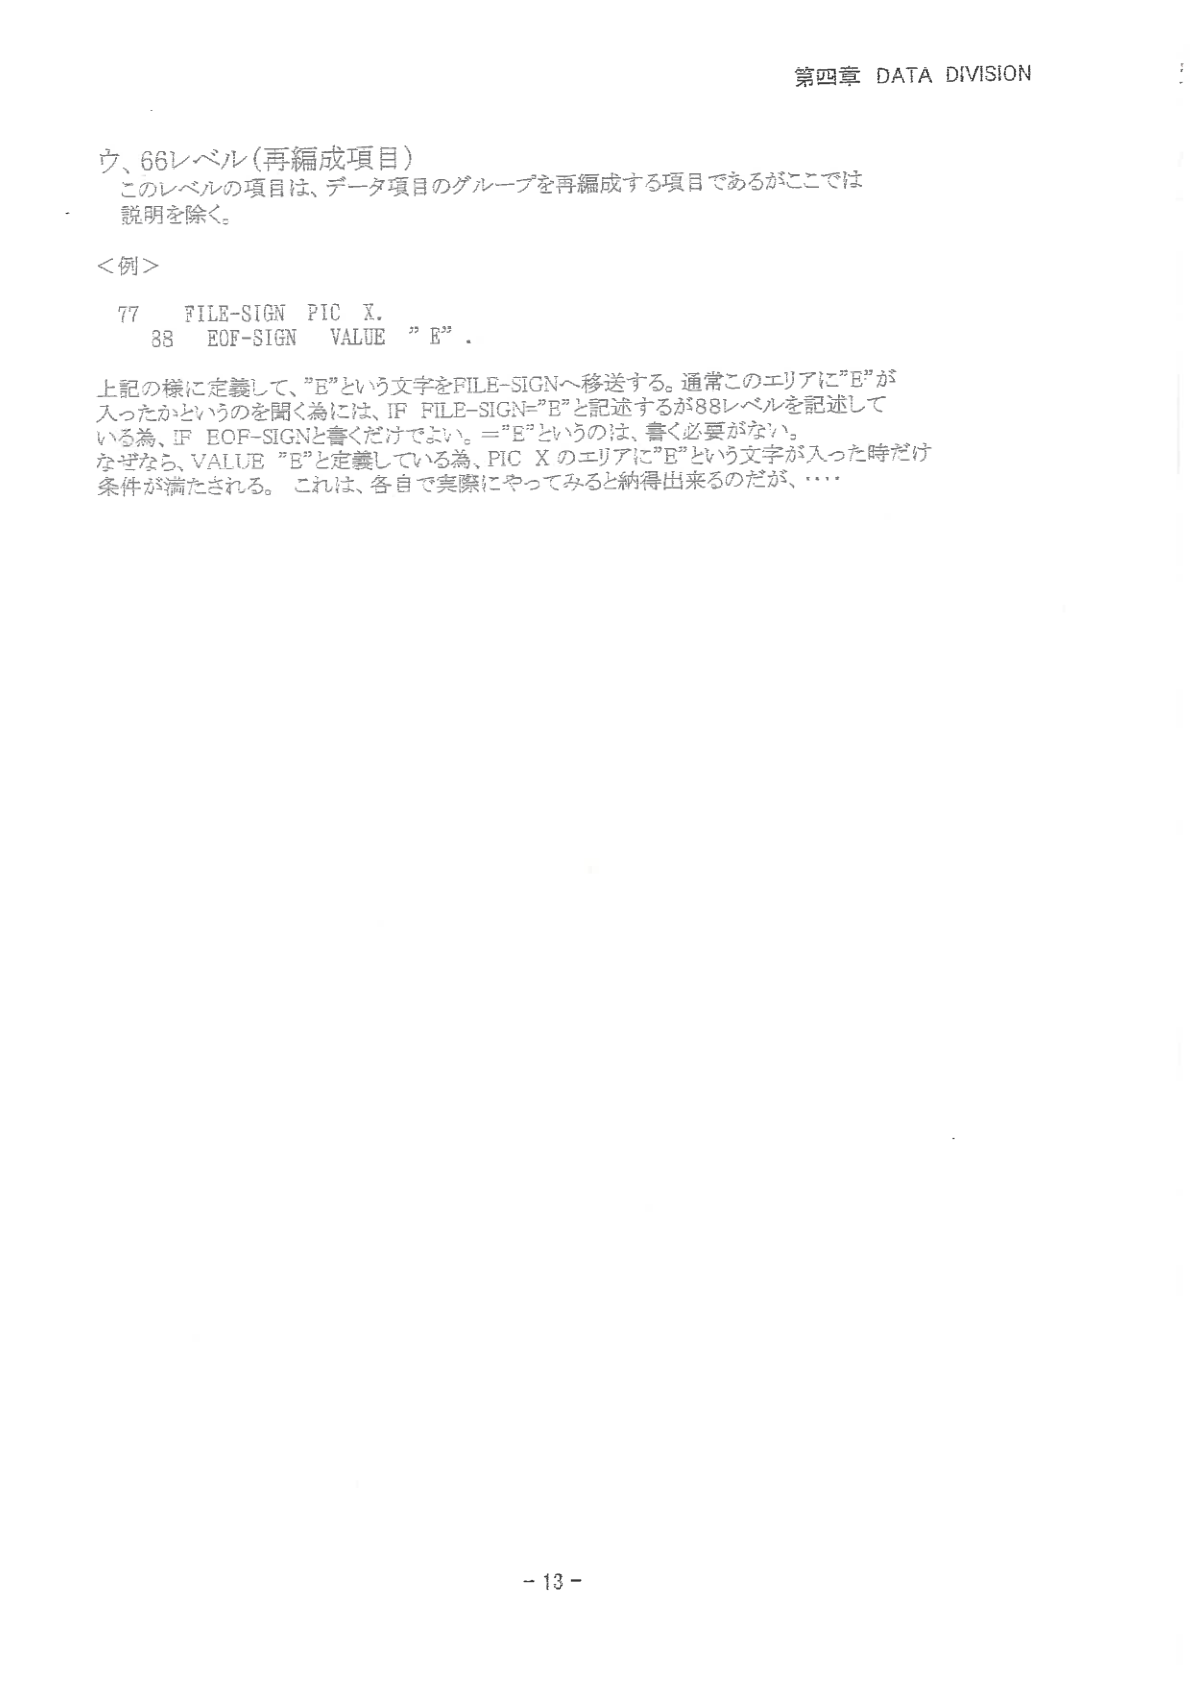 第四章 DATA DIVISION
ウ、66レベル(再編成項目)
このレベルの項目は、データ項目のグループを再編成する項目であるがここでは
説明を除く。
＜例＞
77 FILE-SIGN PIC X.
88 EOF-SIGN VALUE ”E”.
上記の様に定義して、”E”という文字をFILE-SIGNへ移送する。通常このエリアに”E”が
入ったかというのを聞く為には、IF FILE-SIGN=”E”と記述するが88レベルを記述して
いる為、IF EOF-SIGNと書くだけでよい。＝”E”というのは、書く必要がない。
なぜなら、VALUE ”E”と定義している為、PIC X のエリアに”E”という文字が入った時だけ
条件が満たされる。 これは、各自で実際にやってみると納得出来るのだが、････
－13－